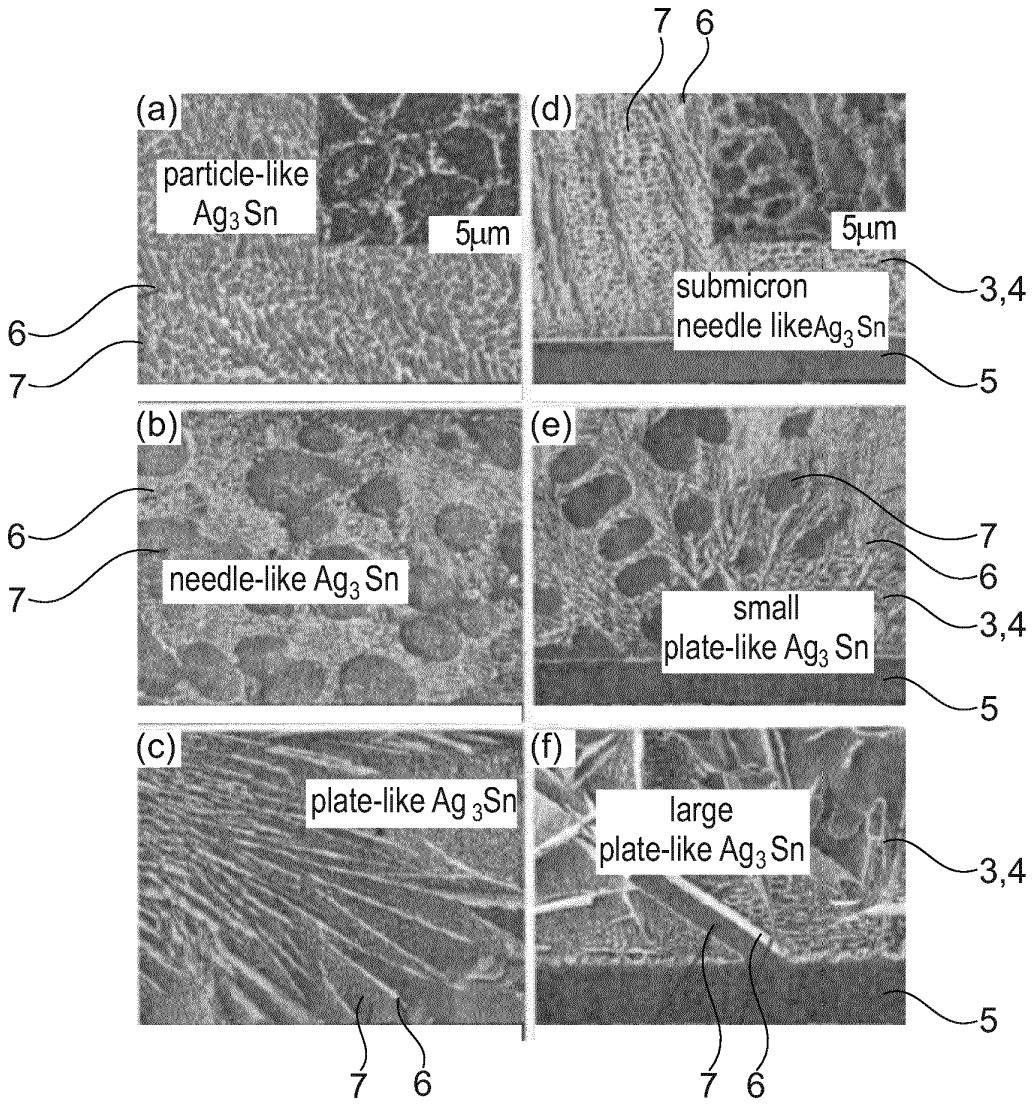 7 6
(a)
particle-like
Ag3Sn
5μm
6
7
(d)
5μm
submicron
needle likeAg3Sn
3,4
5
(b)
6
7
needle-like Ag3Sn
(e)
7
6
small
plate-like Ag3Sn
3,4
5
(c)
plate-like Ag3Sn
7 6
(f)
large
plate-like Ag3Sn
3,4
5
7 6